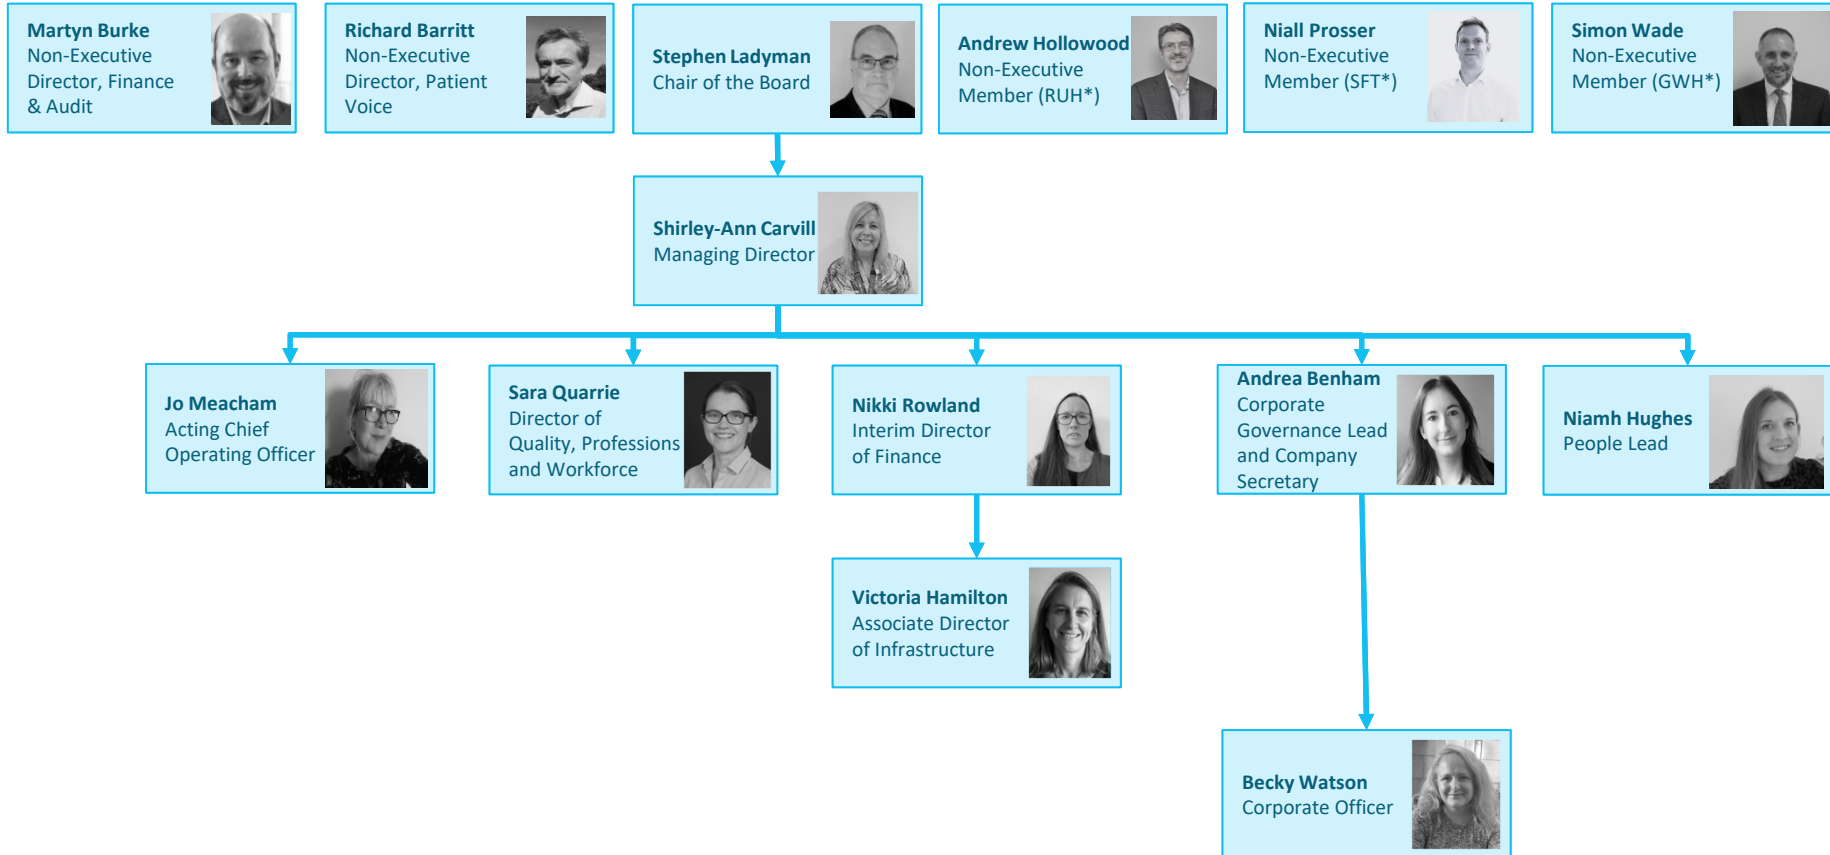 Martyn Burke
Non-Executive
Director, Finance
& Audit
Richard Barritt
Non-Executive
Director, Patient
Voice
Stephen Ladyman
Chair of the Board
Andrew Hollowood
Non-Executive
Member (RUH*)
Niall Prosser
Non-Executive
Member (SFT*)
Simon Wade
Non-Executive
Member (GWH*)
Shirley-Ann Carvill
Managing Director
Jo Meacham
Acting Chief
Operating Officer
Sara Quarrie
Director of
Quality, Professions
and Workforce
Nikki Rowland
Interim Director
of Finance
Andrea Benham
Corporate
Governance Lead
and Company
Secretary
Niamh Hughes
People Lead
Victoria Hamilton
Associate Director
of Infrastructure
Becky Watson
Corporate Officer